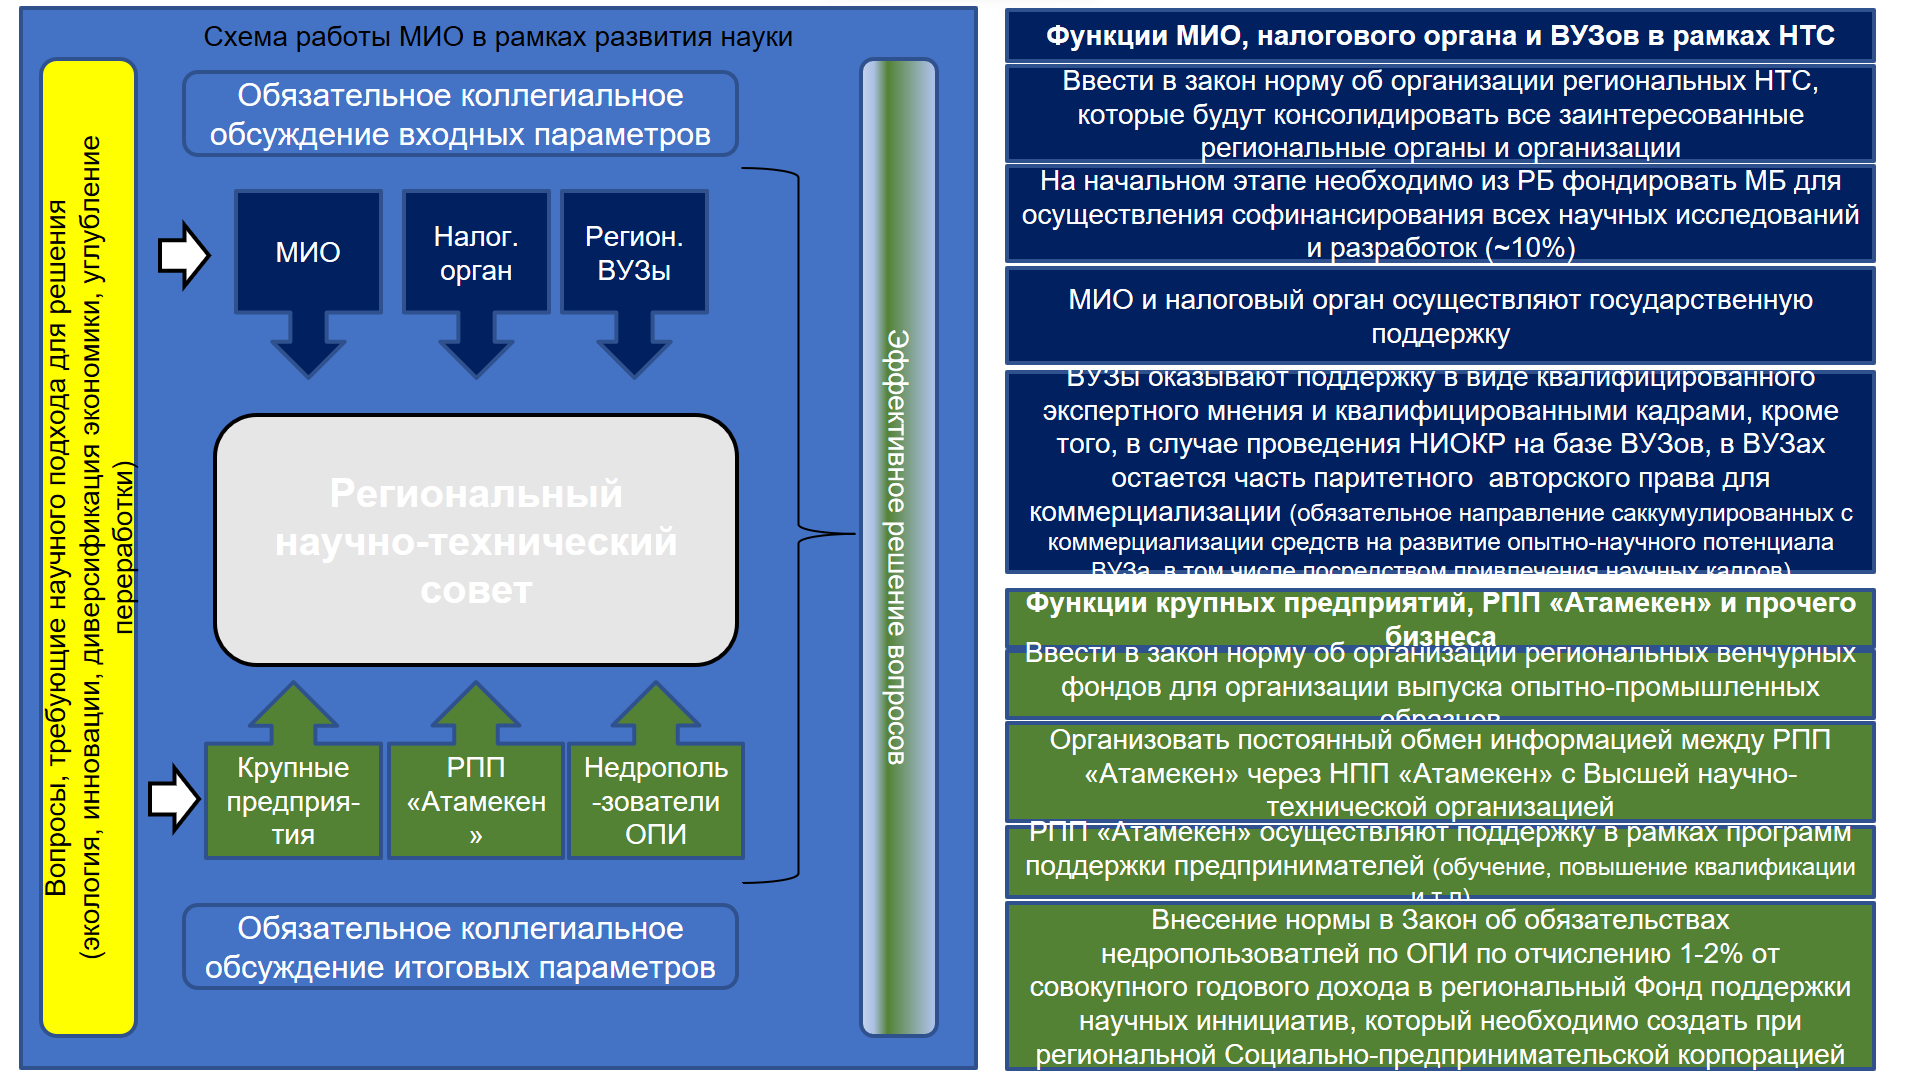 Схема работы МИО в рамках развития науки
Вопросы, требующие научного подхода для решения
(экология, инновации, диверсификация экономики, углубление
переработки)
Обязательное коллегиальное
обсуждение входных параметров
МИО
Налог.
орган
Регион.
ВУЗы
Региональный
научно-технический
совет
Крупные
предприя-
тия
РПП
«Атамекен
»
Недрополь
-зователи
ОПИ
Обязательное коллегиальное
обсуждение итоговых параметров
Эффективное решение вопросов
Функции МИО, налогового органа и ВУЗов в рамках НТС
Ввести в закон норму об организации региональных НТС,
которые будут консолидировать все заинтересованные
региональные органы и организации
На начальном этапе необходимо из РБ фондировать МБ для
осуществления софинансирования всех научных исследований
и разработок (~10%)
МИО и налоговый орган осуществляют государственную
поддержку
ВУЗы оказывают поддержку в виде квалифицированного
экспертного мнения и квалифицированными кадрами, кроме
того, в случае проведения НИОКР на базе ВУЗов, в ВУЗах
остается часть паритетного  авторского права для
коммерциализации (обязательное направление саккумулированных с
коммерциализации средств на развитие опытно-научного потенциала
ВУЗа, в том числе посредством привлечения научных кадров)
Функции крупных предприятий, РПП «Атамекен» и прочего
бизнеса
Ввести в закон норму об организации региональных венчурных
фондов для организации выпуска опытно-промышленных
образцов
Организовать постоянный обмен информацией между РПП
«Атамекен» через НПП «Атамекен» с Высшей научно-
технической организацией
РПП «Атамекен» осуществляют поддержку в рамках программ
поддержки предпринимателей (обучение, повышение квалификации
и т.п)
Внесение нормы в Закон об обязательствах
недропользоватлей по ОПИ по отчислению 1-2% от
совокупного годового дохода в региональный Фонд поддержки
научных иннициатив, который необходимо создать при
региональной Социально-предпринимательской корпорацией